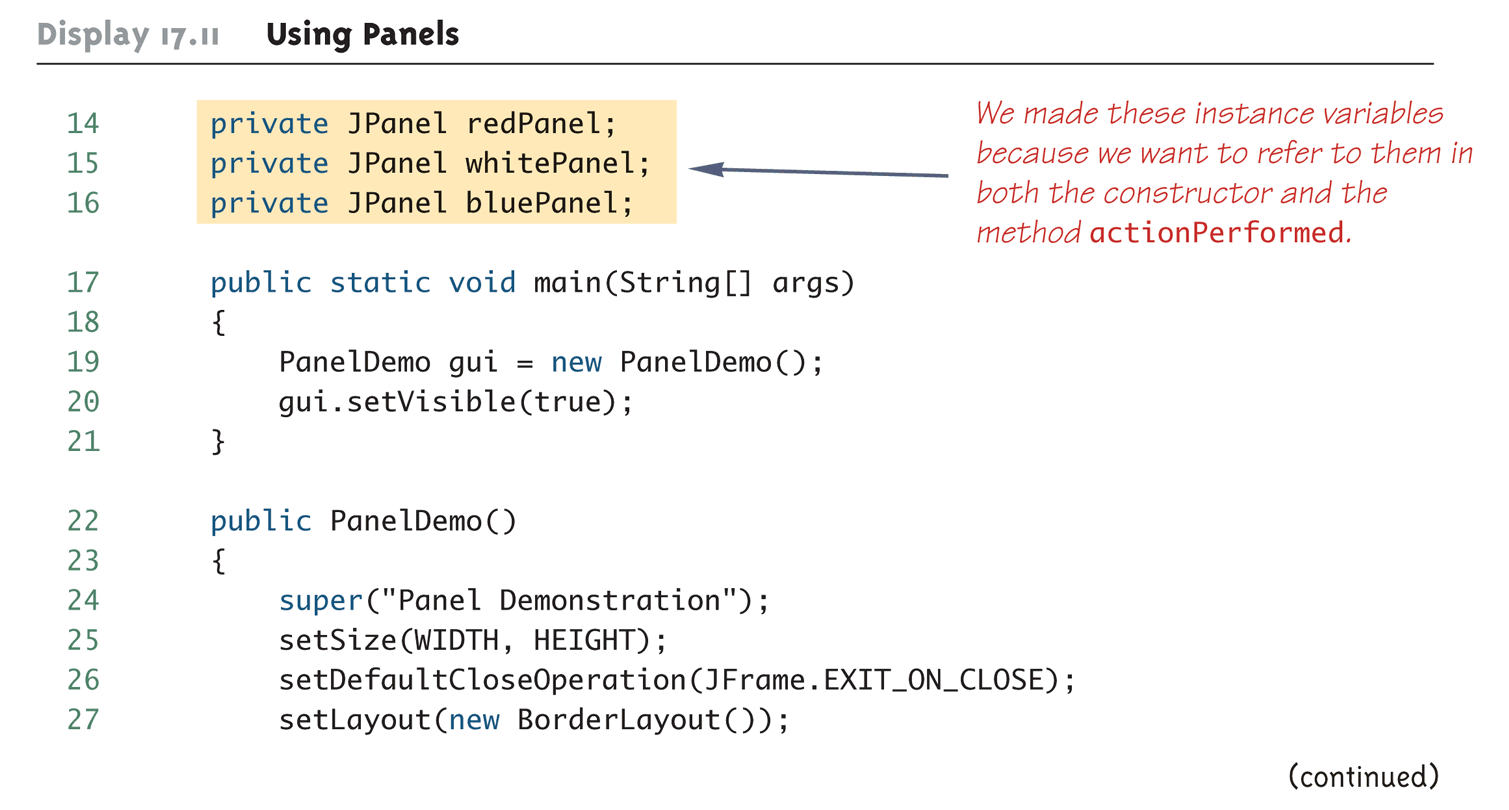 Display 17.11 Using Panels
14 private JPanel redPanel;
15 private JPanel whitePanel;
16 private JPanel bluePanel;
We made these instance variables
because we want to refer to them in
both the constructor and the
method actionPerformed.
17 public static void main(String[] args)
18 {
19 PanelDemo gui = new PanelDemo();
20 gui.setVisible(true);
21 }
22 public PanelDemo()
23 {
24 super("Panel Demonstration");
25 setSize(WIDTH, HEIGHT);
26 setDefaultCloseOperation(JFrame.EXIT_ON_CLOSE);
27 setLayout(new BorderLayout());
(continued)